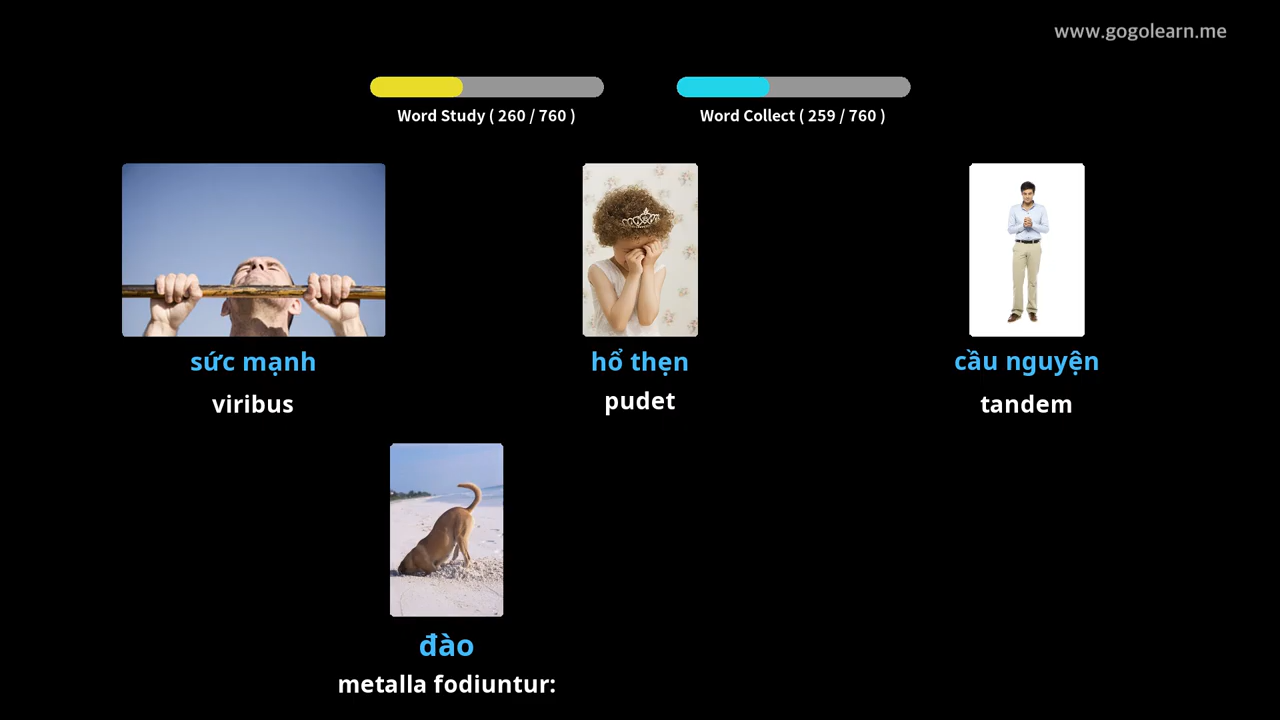 www.gogolearn.me
Word Study ( 260 / 760 )
Word Collect ( 259 / 760 )
sức mạnh
viribus
hổ thẹn
pudet
cầu nguyện
tandem
đào
metalla fodiuntur: